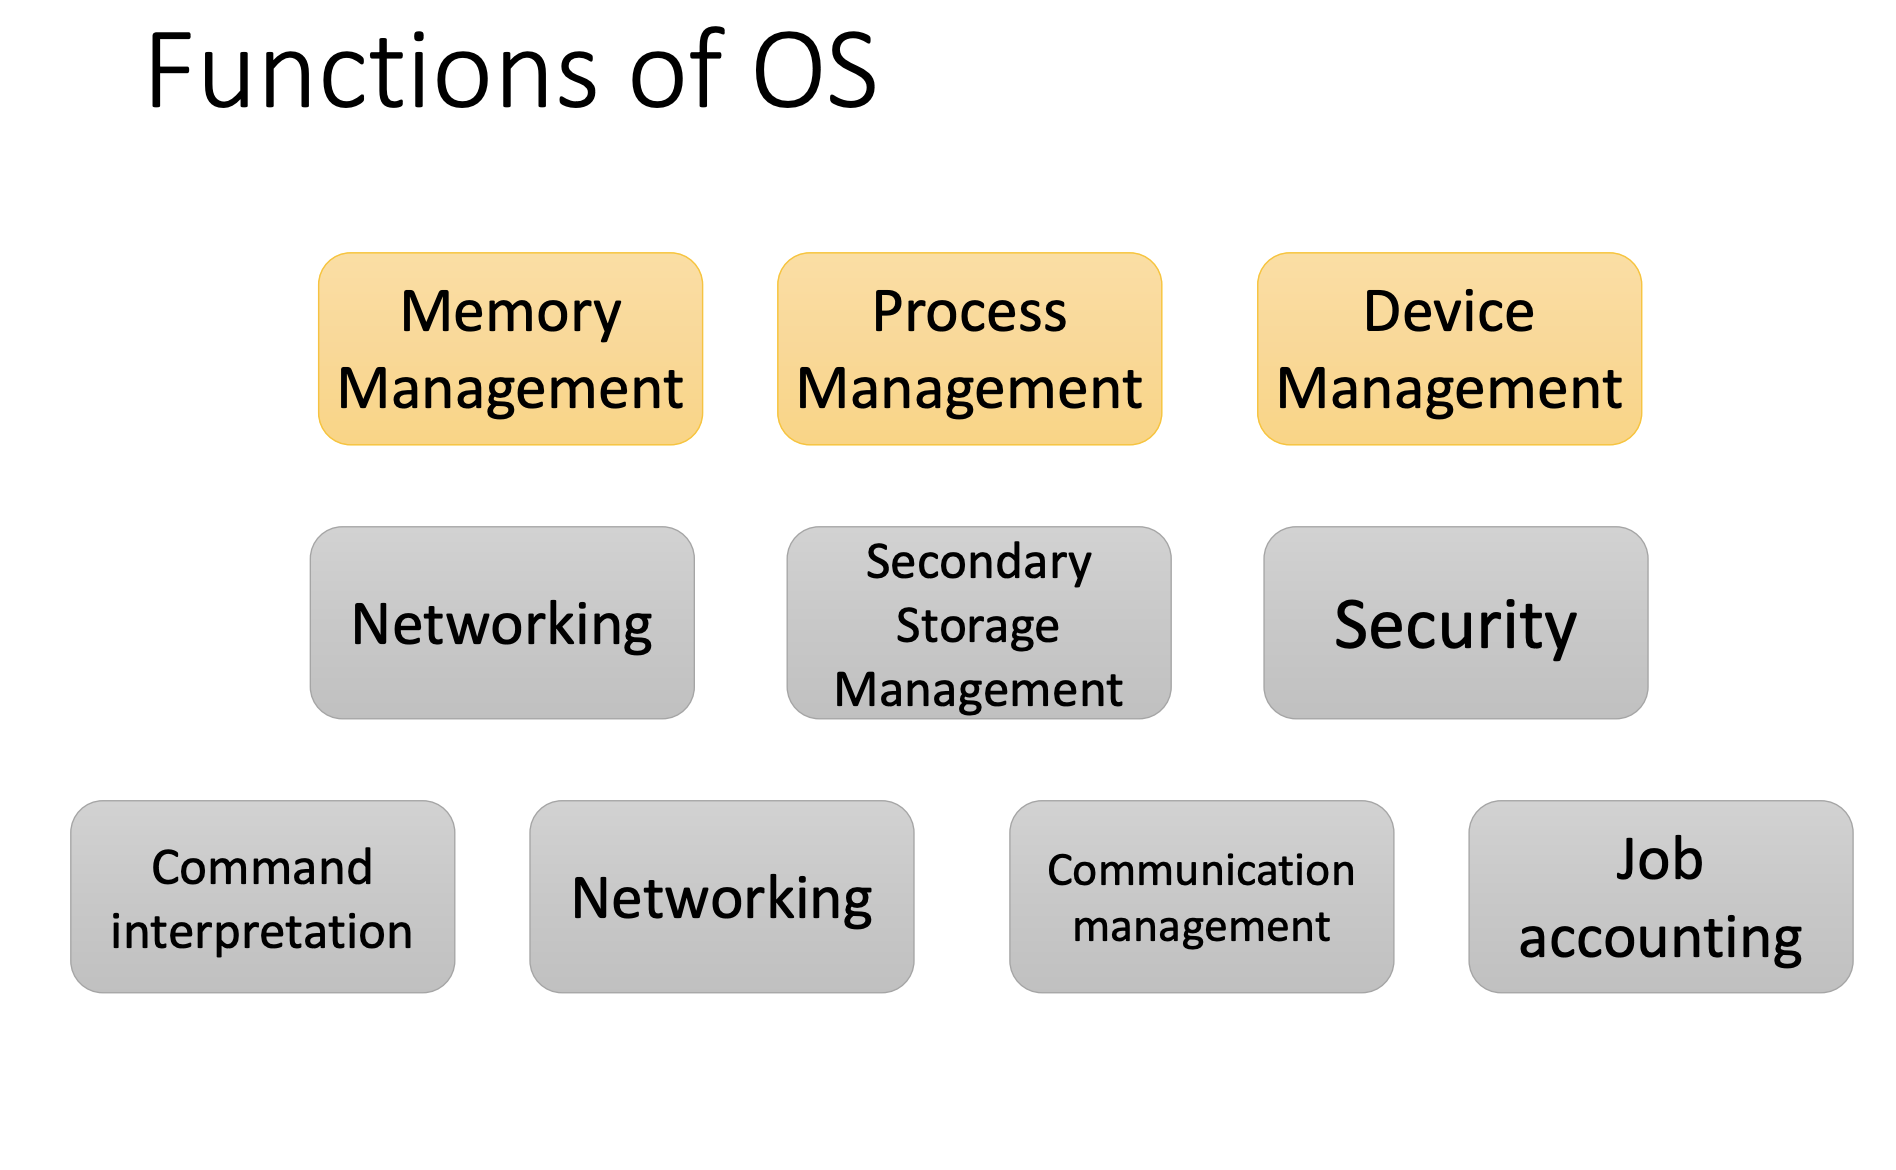 Functions of OS
Memory
Management
Process
Management
Device
Management
Networking
Secondary
Storage
Management
Security
Command
interpretation
Networking
Communication
management
Job
accounting